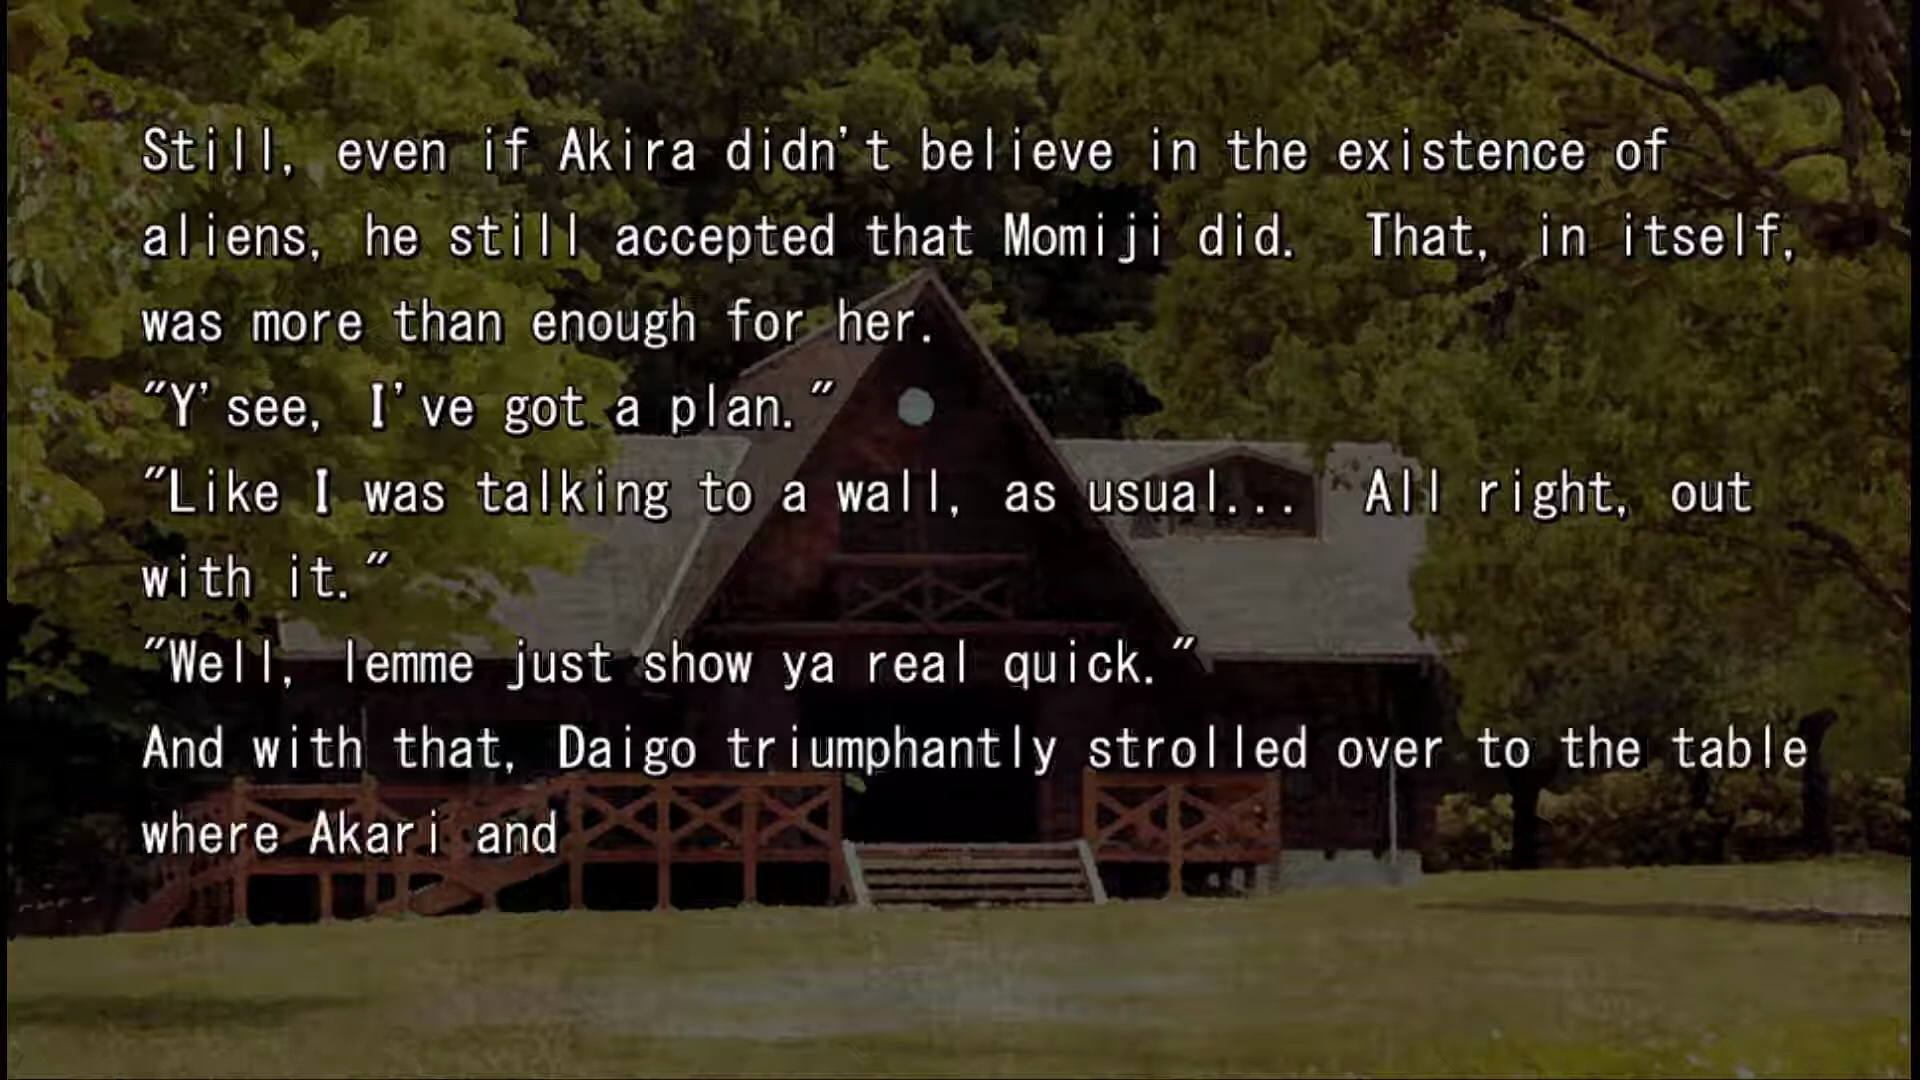 Still, even if Akira didn't believe in the existence of
aliens, he still accepted that Momiji did.  That, in itself,
was more than enough for her.
"Y'see, I've got a plan."
"Like I was talking to a wall, as usual...  All right, out
with it."
"Well, lemme just show ya real quick."
And with that, Daigo triumphantly strolled over to the table
where Akari and